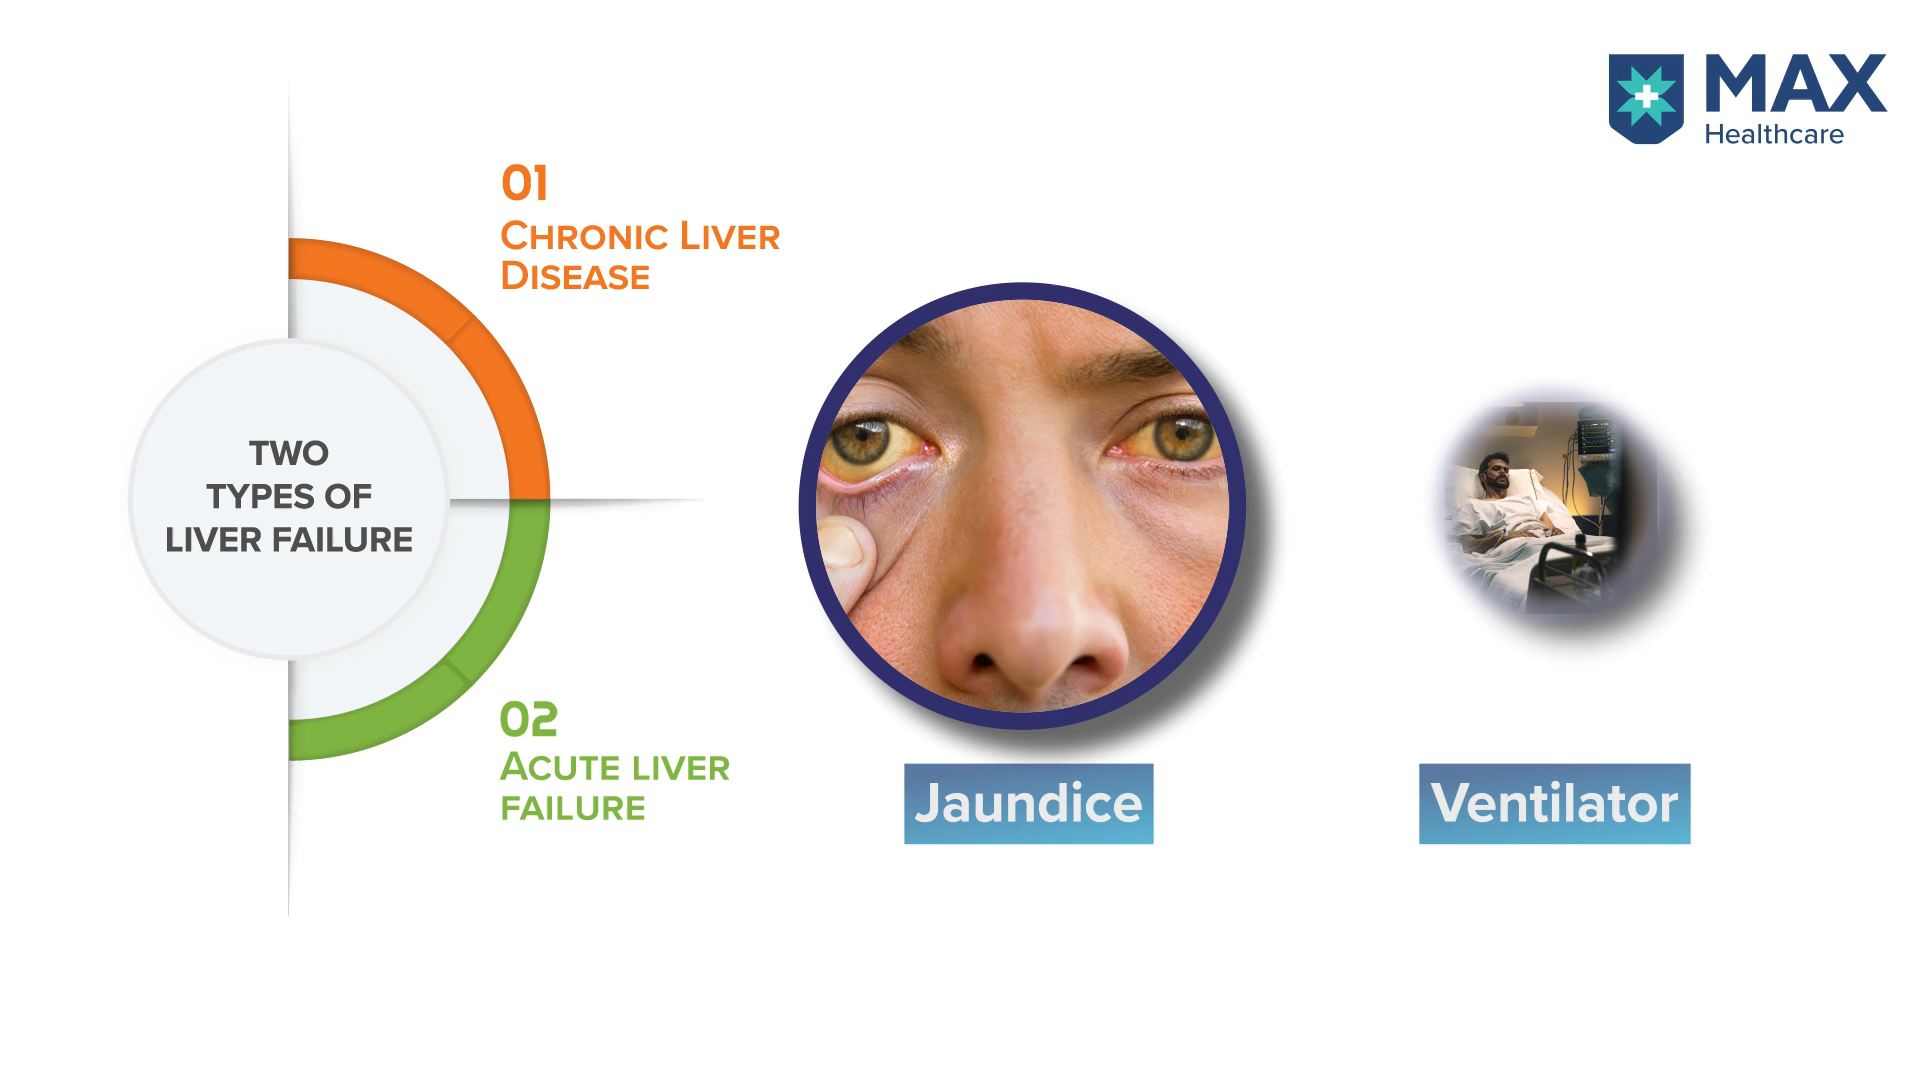 MAX
Healthcare
01
CHRONIC LIVER
DISEASE
TWO
TYPES OF
LIVER FAILURE
02
ACUTE LIVER
FAILURE
Jaundice
Ventilator